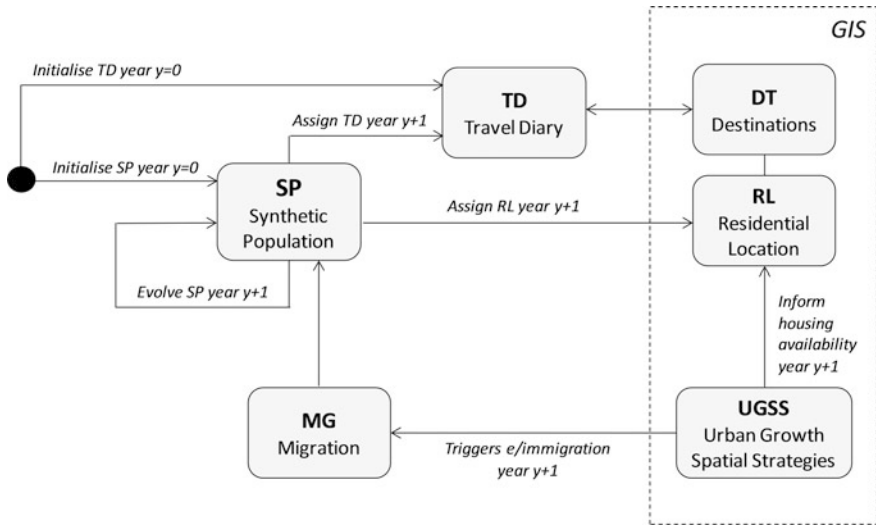 GIS
Initialise TD year y=0
TD
Travel Diary
DT
Destinations
Assign TD year y+1
Initialise SP year y=0
SP
Synthetic
Population
Assign RL year y+1
RL
Residential
Location
Evolve SP year y+1
Inform
housing
availability
year y+1
MG
Migration
Triggers e/immigration
year y+1
UGSS
Urban Growth
Spatial Strategies